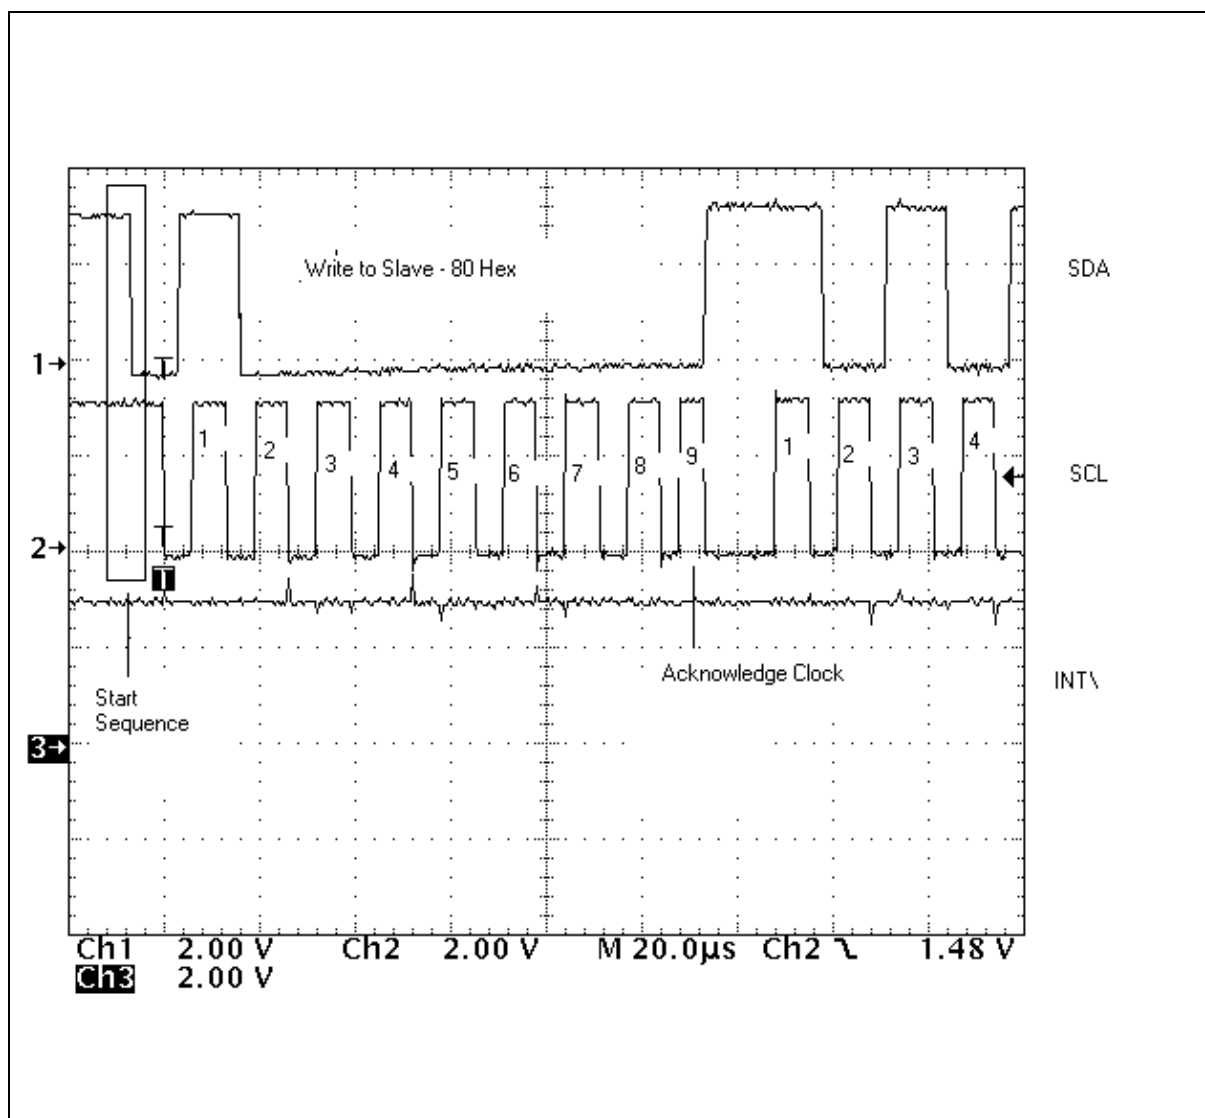 Write to Slave - 80 Hex
SDA
1
T
1 2 3 4 5 6 7 8 9 1 2 3 4
SCL
T
2
T
Acknowledge Clock
INT\
Start
Sequence
3
Ch1 2.00 V Ch2 2.00 V M 20.0µs Ch2 1.48 V
Ch3 2.00 V